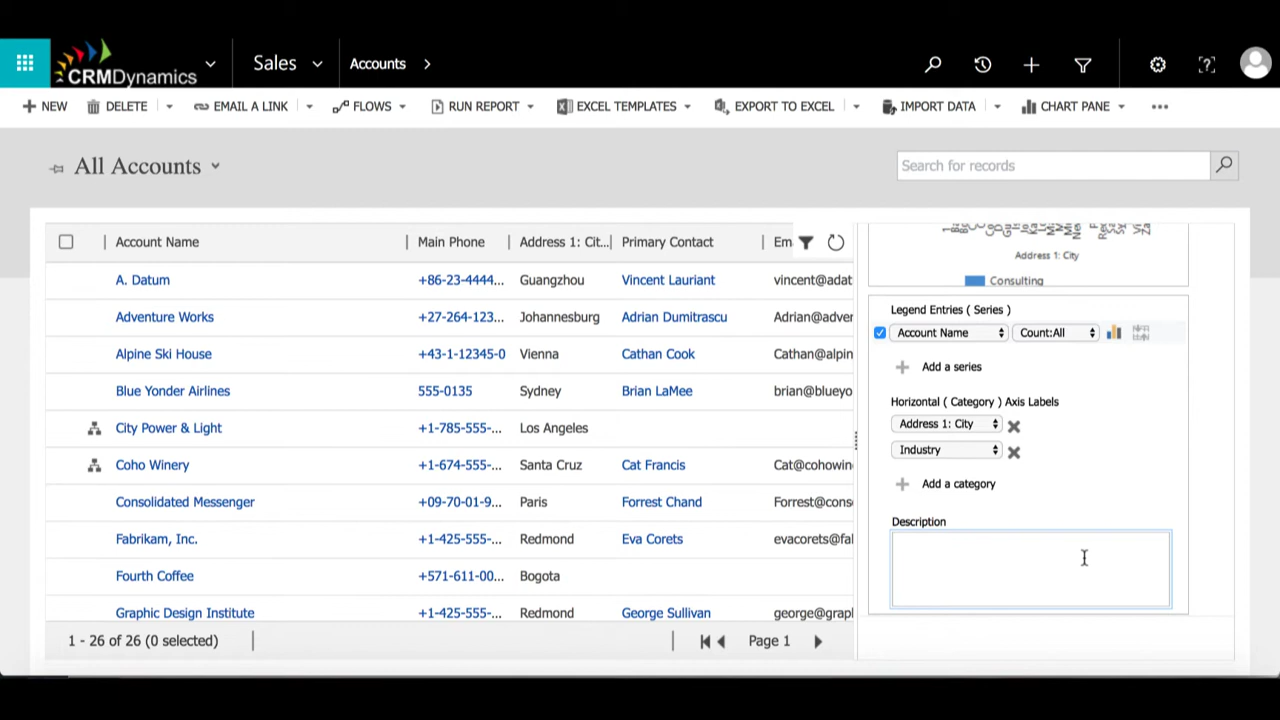 CRMDynamics Sales Accounts
NEW DELETE EMAIL A LINK FLOWS RUN REPORT EXCEL TEMPLATES EXPORT TO EXCEL IMPORT DATA CHART PANE
All Accounts
Search for records
Account Name Main Phone Address 1: Cit... Primary Contact Em
A. Datum +86-23-4444... Guangzhou Vincent Lauriant vincent@adat
Adventure Works +27-264-123... Johannesburg Adrian Dumitrascu Adrian@adver
Alpine Ski House +43-1-12345-0 Vienna Cathan Cook Cathan@alpin
Blue Yonder Airlines 555-0135 Sydney Brian LaMee brian@blueyo
City Power & Light +1-785-555-... Los Angeles
Coho Winery +1-674-555-... Santa Cruz Cat Francis Cat@cohowin
Consolidated Messenger +09-70-01-9... Paris Forrest Chand Forrest@cons
Fabrikam, Inc. +1-425-555-... Redmond Eva Corets evacorets@fal
Fourth Coffee +571-611-00... Bogota
Graphic Design Institute +1-425-555-... Redmond George Sullivan george@grapl
1 - 26 of 26 (0 selected) Page 1
Address 1: City
Consulting
Legend Entries ( Series )
Account Name Count:All
Add a series
Horizontal ( Category ) Axis Labels
Address 1: City
Industry
Add a category
Description